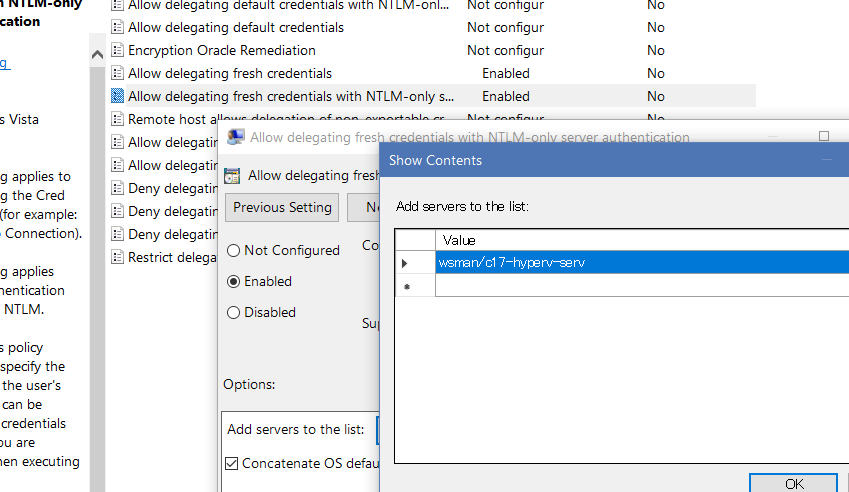 n NTLM-only
cation
g
s Vista
g applies to
g the Cred
(for example:
Connection).
g applies
hentication
NTLM.
s policy
specify the
the user's
can be
credentials
ou are
hen executing
Allow delegating default credentials with NTLM-onl... Not configur No
Allow delegating default credentials Not configur No
Encryption Oracle Remediation Not configur No
Allow delegating fresh credentials Enabled No
Allow delegating fresh credentials with NTLM-only s... Enabled No
Remote host allows delegation of non-exportable cr Not configur No
Allow delegatin
Allow delegatin
Deny delegatin
Deny delegatin
Deny delegatin
Restrict delega
Allow delegating fresh credentials with NTLM-only server authentication
Allow delegating fresh
Previous Setting
Not Configured
Co
Enabled
Disabled
Sup
Options:
Add servers to the list:
Concatenate OS defau
Show Contents
Add servers to the list:
Value
wsman/c17-hyperv-serv
OK